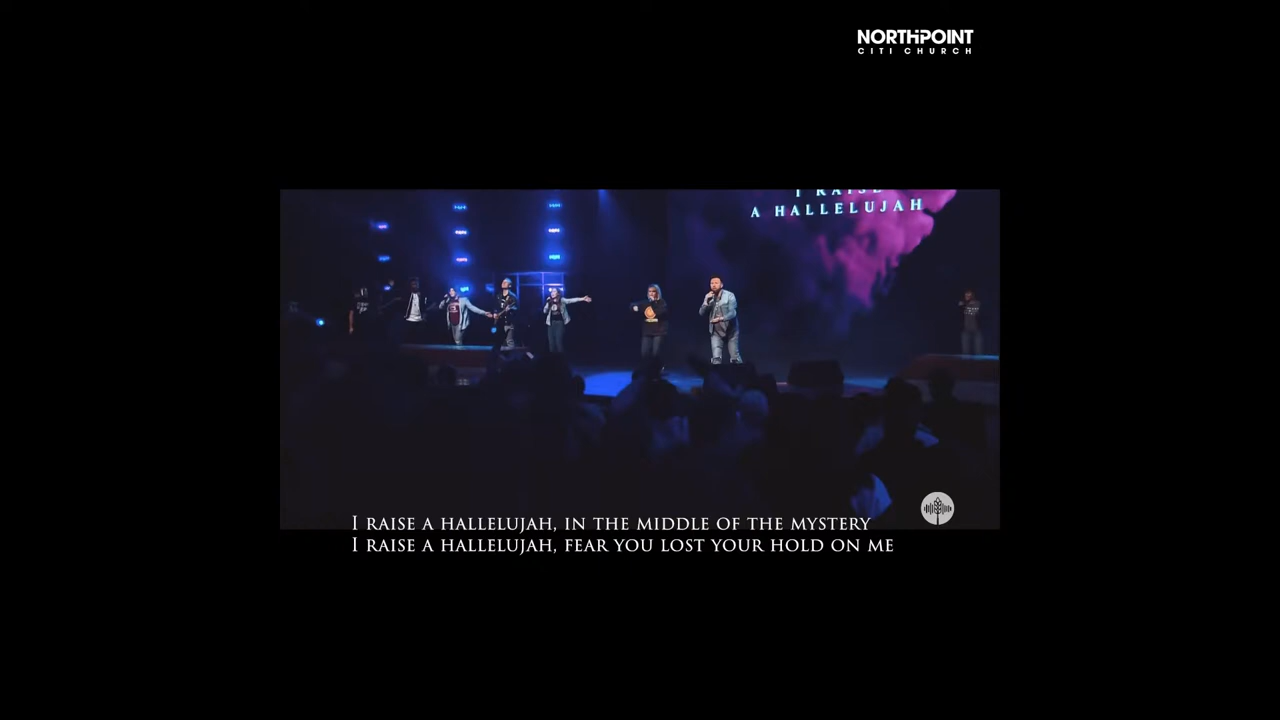 NORTHPOINT
CITI CHURCH
I RAISE
A HALLELUJAH
I RAISE A HALLELUJAH, IN THE MIDDLE OF THE MYSTERY
I RAISE A HALLELUJAH, FEAR YOU LOST YOUR HOLD ON ME